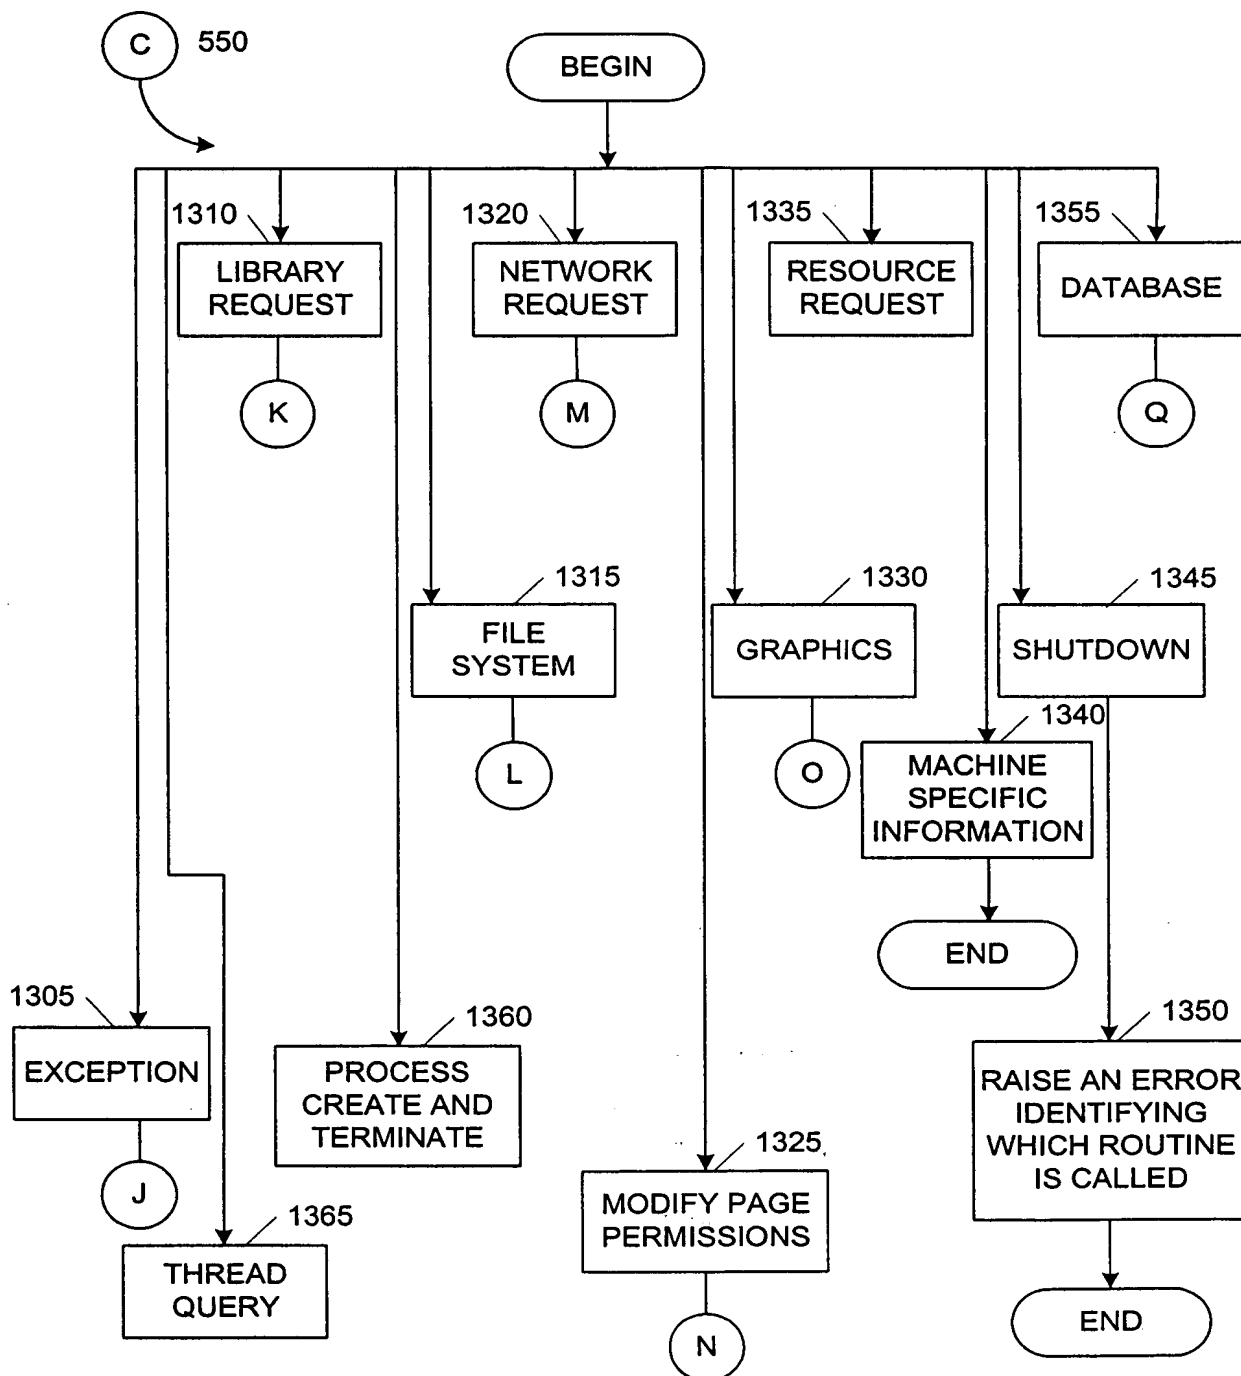 C
550
BEGIN
1310
1320
1335
1355
LIBRARY
REQUEST
NETWORK
REQUEST
RESOURCE
REQUEST
DATABASE
K
M
Q
1315
1330
1345
FILE
SYSTEM
GRAPHICS
SHUTDOWN
1340
L
O
MACHINE
SPECIFIC
INFORMATION
END
1305
1360
1350
EXCEPTION
PROCESS
CREATE AND
TERMINATE
RAISE AN ERROR
IDENTIFYING
WHICH ROUTINE
IS CALLED
1325
J
MODIFY PAGE
PERMISSIONS
1365
THREAD
QUERY
N
END